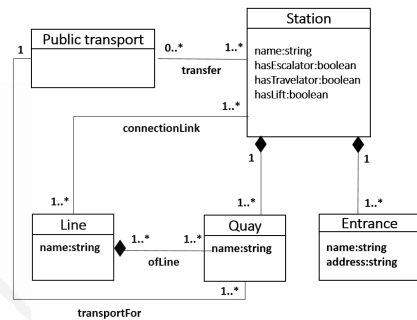 Station
name:string
hasEscalator:boolean
hasTravelator:boolean
hasLift:boolean
1
Public transport
0..*
1..*
transfer
1..*
connectionLink
1
1
1..*
1..*
1..*
Line
name:string
1..*
1..*
ofLine
Quay
name:string
Entrance
name:string
address:string
1..*
transportFor